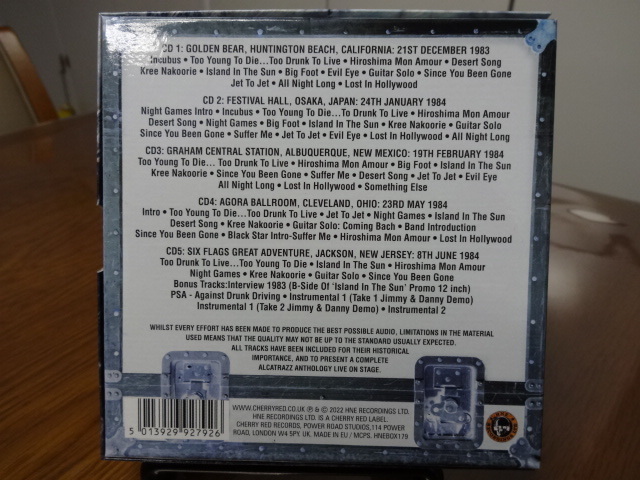 CD 1: GOLDEN BEAR, HUNTINGTON BEACH, CALIFORNIA: 21ST DECEMBER 1983
Incubus • Too Young To Die...Too Drunk To Live • Hiroshima Mon Amour • Desert Song
Kree Nakoorie • Island In The Sun • Big Foot • Evil Eye • Guitar Solo • Since You Been Gone
Jet To Jet • All Night Long • Lost In Hollywood
CD 2: FESTIVAL HALL, OSAKA, JAPAN: 24TH JANUARY 1984
Night Games Intro • Incubus • Too Young To Die...To Drunk To Live • Hiroshima Mon Amour
Desert Song • Night Games • Big Foot • Island In The Sun • Kree Nakoorie • Guitar Solo
Since You Been Gone • Suffer Me • Jet To Jet • Evil Eye • Lost In Hollywood • All Night Long
CD3: GRAHAM CENTRAL STATION, ALBUQUERQUE, NEW MEXICO: 19TH FEBRUARY 1984
Too Young To Die... Too Drunk To Live • Hiroshima Mon Amour • Big Foot • Island In The Sun
Kree Nakoorie • Since You Been Gone • Suffer Me • Desert Song • Jet To Jet • Evil Eye
All Night Long • Lost In Hollywood • Something Else
CD4: AGORA BALLROOM, CLEVELAND, OHIO: 23RD MAY 1984
Intro • Too Young To Die...Too Drunk To Live • Jet To Jet • Night Games • Island In The Sun
Desert Song • Kree Nakoorie • Guitar Solo: Coming Bach • Band Introduction
Since You Been Gone • Black Star Intro-Suffer Me • Hiroshima Mon Amour • Lost In Hollywood
CD5: SIX FLAGS GREAT ADVENTURE, JACKSON, NEW JERSEY: 8TH JUNE 1984
Too Drunk To Live...Too Young To Die • Island In The Sun • Hiroshima Mon Amour
Night Games • Kree Nakoorie • Guitar Solo • Since You Been Gone
Bonus Tracks:Interview 1983 (B-Side Of 'Island In The Sun' Promo 12 inch)
PSA - Against Drunk Driving • Instrumental 1 (Take 1 Jimmy & Danny Demo)
Instrumental 1 (Take 2 Jimmy & Danny Demo) • Instrumental 2
WHILST EVERY EFFORT HAS BEEN MADE TO PRODUCE THE BEST POSSIBLE AUDIO, LIMITATIONS IN THE MATERIAL
USED MEANS THAT THE QUALITY MAY NOT BE UP TO THE STANDARD USUALLY EXPECTED.
ALL TRACKS HAVE BEEN INCLUDED FOR THEIR HISTORICAL
IMPORTANCE, AND TO PRESENT A COMPLETE
ALCATRAZZ ANTHOLOGY LIVE ON STAGE.
WWW.CHERRYRED.CO.UK ℗ & © 2022 HNE RECORDINGS LTD.
HNE RECORDINGS LTD. IS A CHERRY RED LABEL.
CHERRY RED RECORDS, POWER ROAD STUDIOS,114 POWER
ROAD, LONDON W4 5PY. UK. MADE IN EU / MCPS. HNEBOX179
5 013929 927926